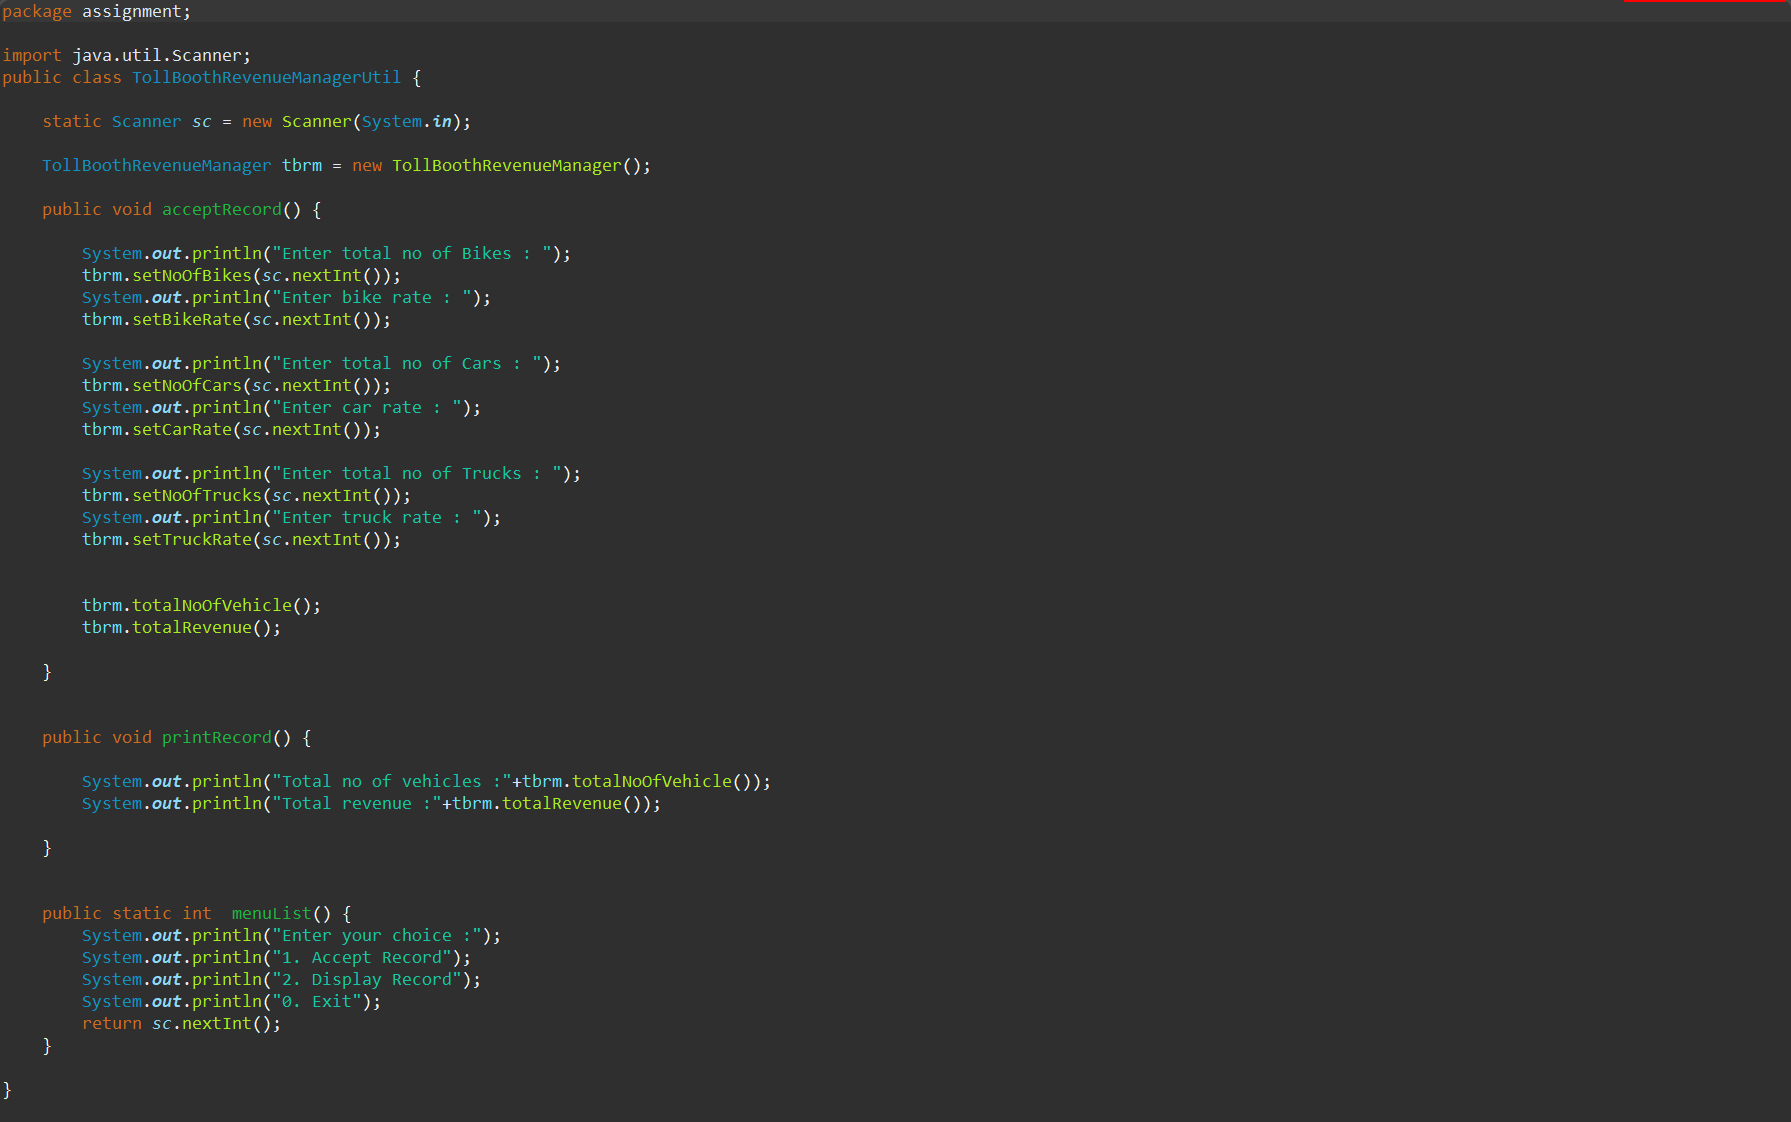 package assignment;
import java.util.Scanner;
public class TollBoothRevenueManagerUtil {
static Scanner sc = new Scanner(System.in);
TollBoothRevenueManager tbrm = new TollBoothRevenueManager();
public void acceptRecord() {
System.out.println("Enter total no of Bikes : ");
tbrm.setNoOfBikes(sc.nextInt());
System.out.println("Enter bike rate : ");
tbrm.setBikeRate(sc.nextInt());
System.out.println("Enter total no of Cars : ");
tbrm.setNoOfCars(sc.nextInt());
System.out.println("Enter car rate : ");
tbrm.setCarRate(sc.nextInt());
System.out.println("Enter total no of Trucks : ");
tbrm.setNoOfTrucks(sc.nextInt());
System.out.println("Enter truck rate : ");
tbrm.setTruckRate(sc.nextInt());
tbrm.totalNoOfVehicle();
tbrm.totalRevenue();
}
public void printRecord() {
System.out.println("Total no of vehicles :"+tbrm.totalNoOfVehicle());
System.out.println("Total revenue :"+tbrm.totalRevenue());
}
public static int  menuList() {
System.out.println("Enter your choice :");
System.out.println("1. Accept Record");
System.out.println("2. Display Record");
System.out.println("0. Exit");
return sc.nextInt();
}
}